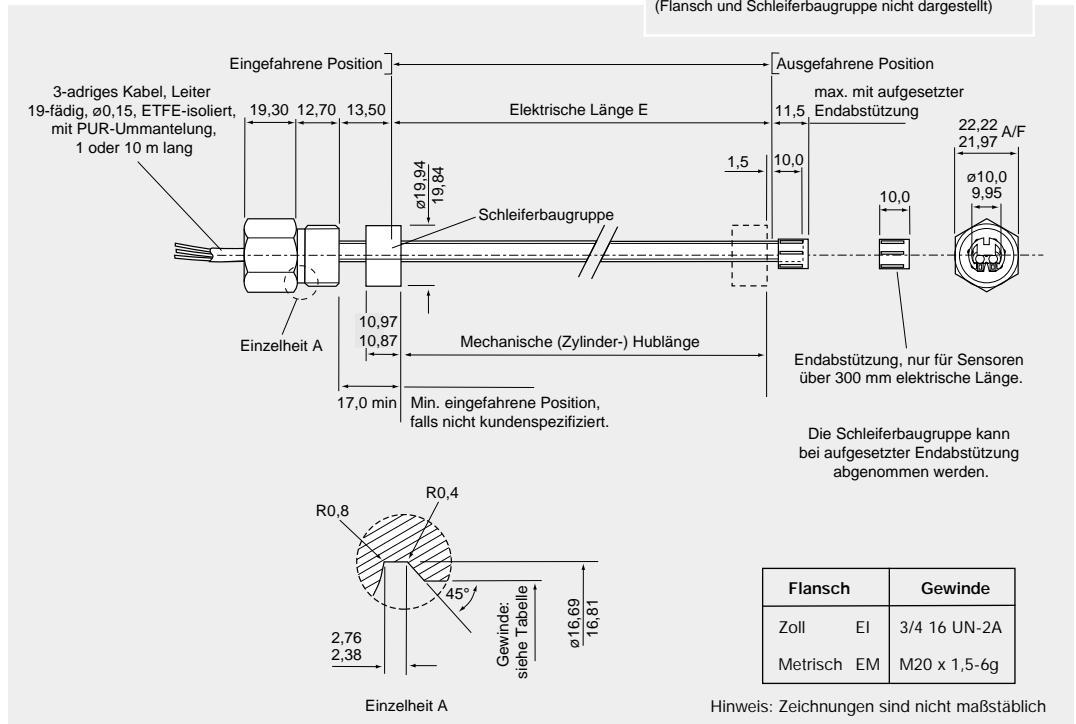 (Flansch und Schleiferbaugruppe nicht dargestellt)
Eingefahrene Position
Ausgefahrene Position
3-adriges Kabel, Leiter
19-fädig, ø0,15, ETFE-isoliert,
mit PUR-Ummantelung,
1 oder 10 m lang
19,30
12,70
13,50
Elektrische Länge E
11,5
max. mit aufgesetzter
Endabstützung
22,22
21,97
A/F
1,5
10,0
ø10,0
9,95
10,0
ø19,94
19,84
Schleiferbaugruppe
Einzelheit A
10,97
10,87
Mechanische (Zylinder-) Hublänge
Endabstützung, nur für Sensoren
über 300 mm elektrische Länge.
17,0 min
Min. eingefahrene Position,
falls nicht kundenspezifiziert.
Die Schleiferbaugruppe kann
bei aufgesetzter Endabstützung
abgenommen werden.
R0,4
R0,8
45°
Gewinde:
siehe Tabelle
ø16,69
16,81
2,76
2,38
Einzelheit A
Flansch Gewinde
Zoll EI 3/4 16 UN-2A
Metrisch EM M20 x 1,5-6g
Hinweis: Zeichnungen sind nicht maßstäblich